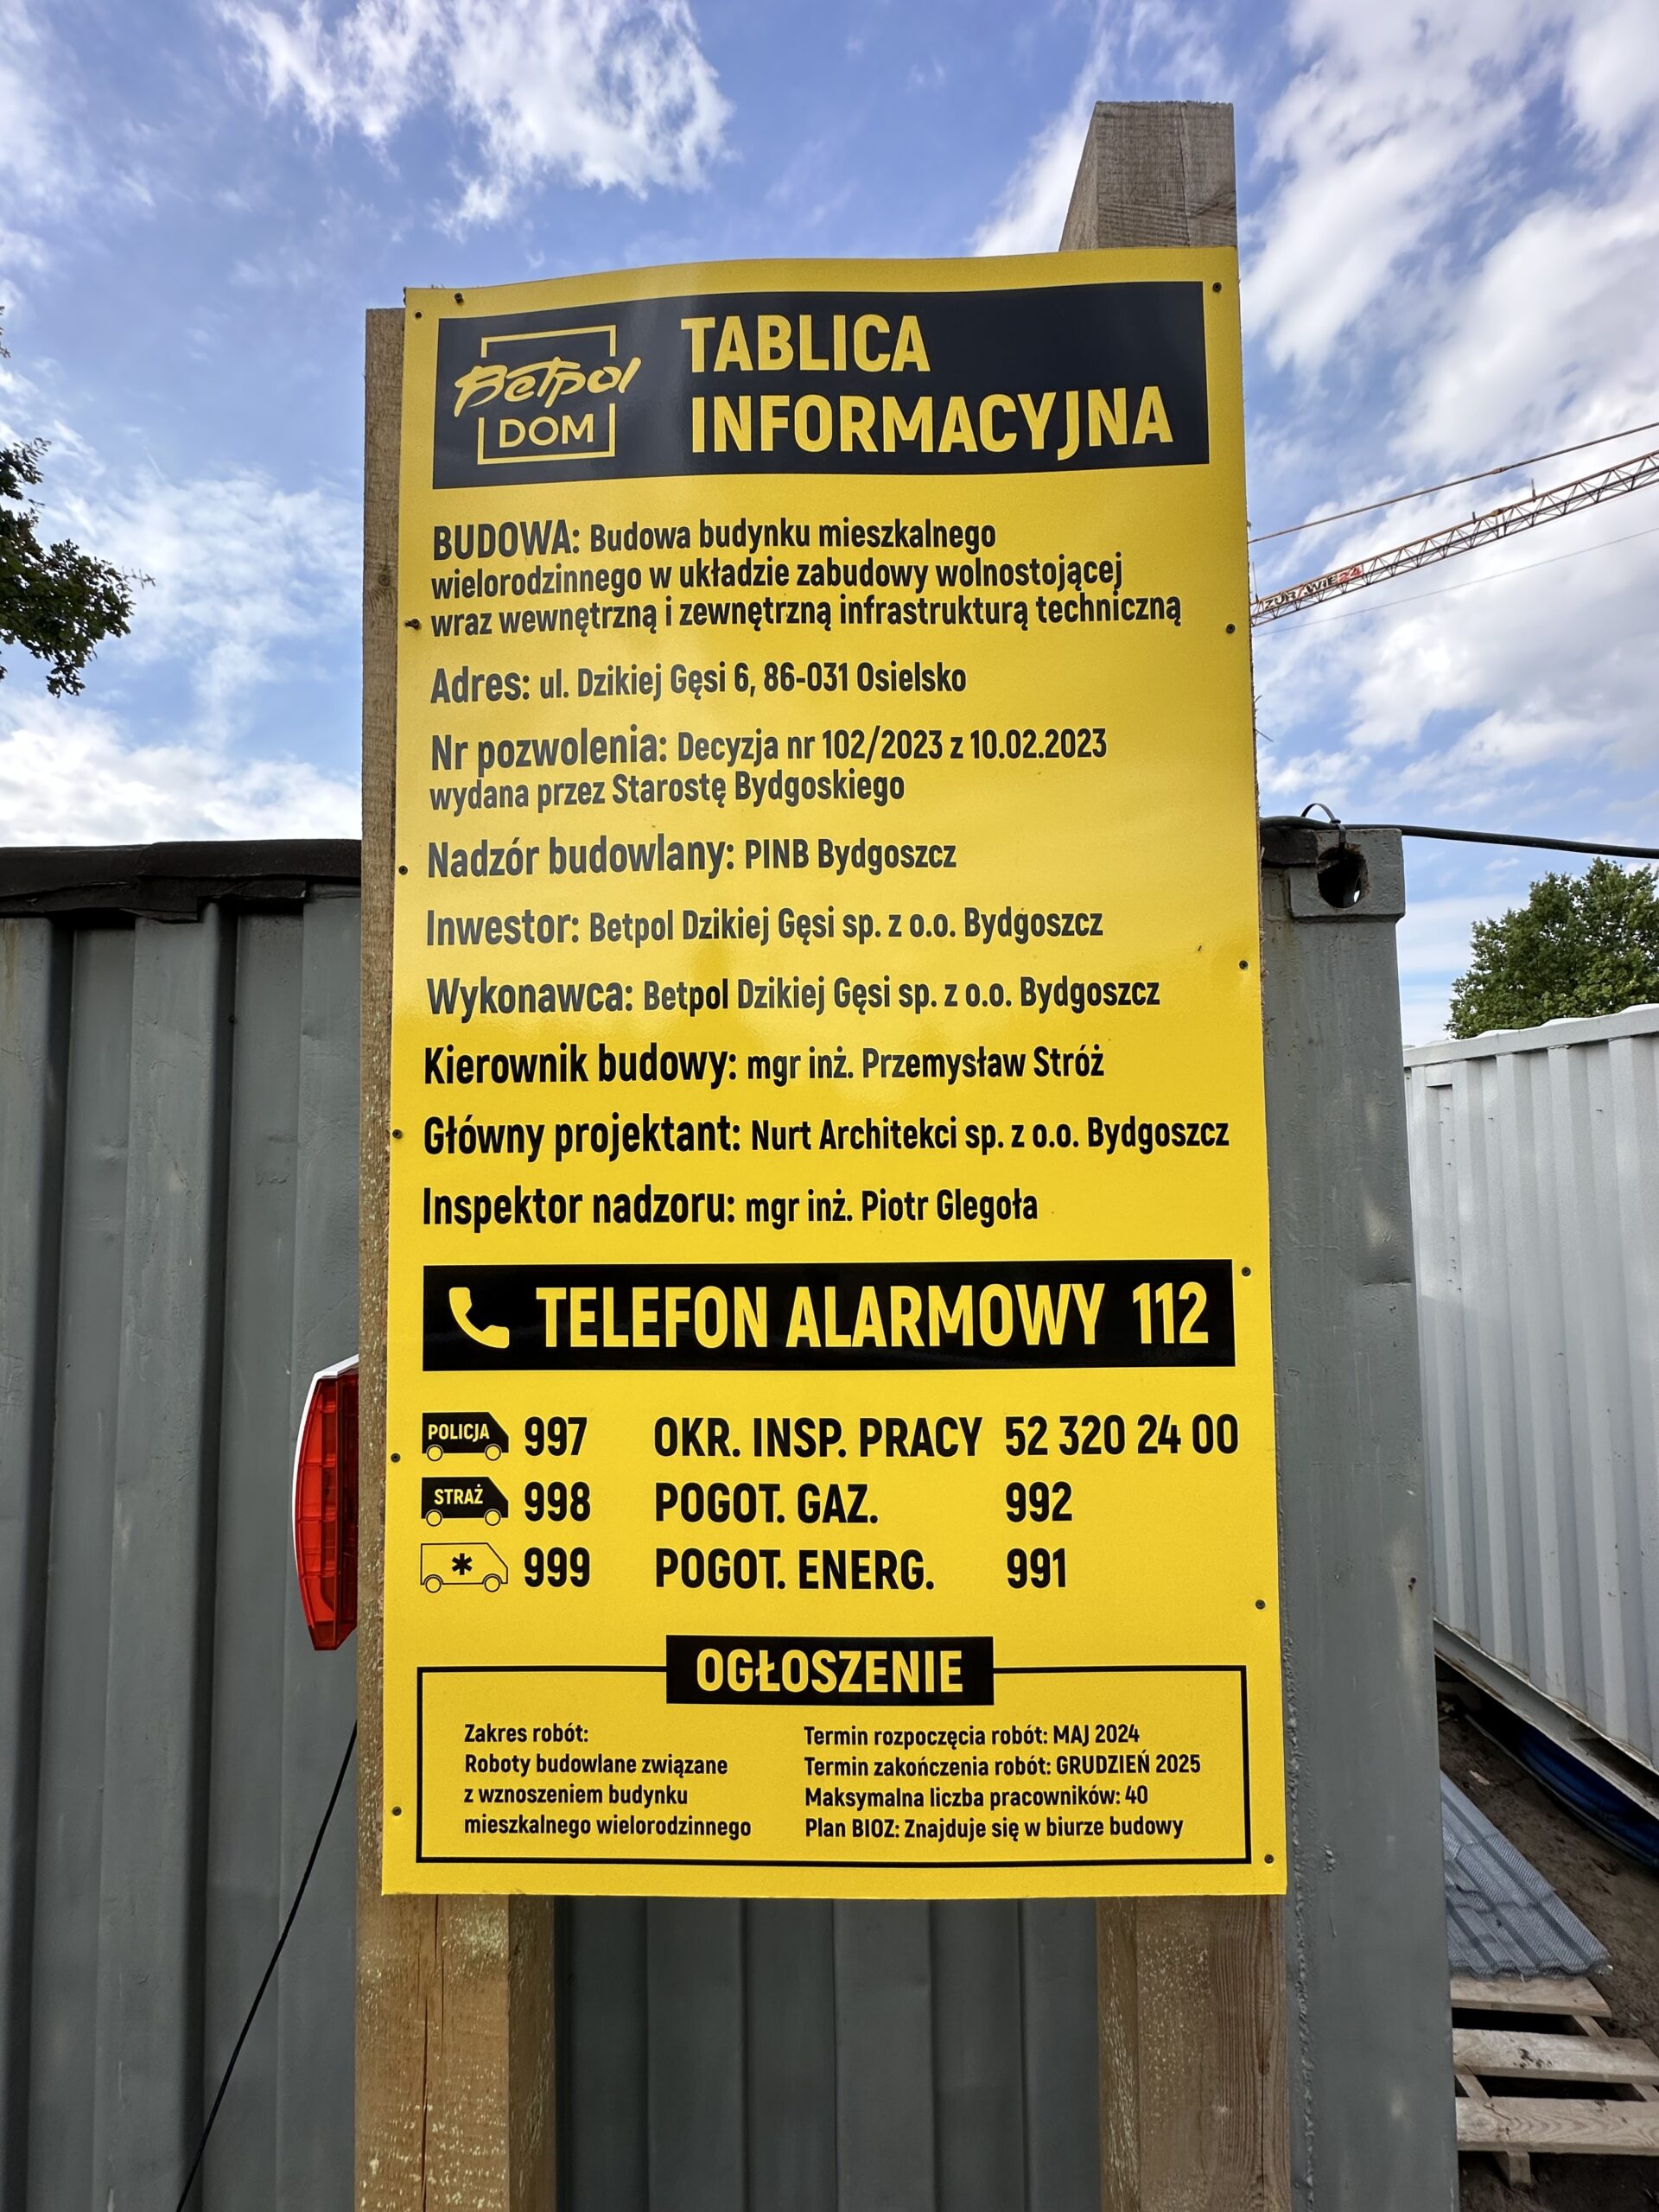 Betpol
DOM
TABLICA
INFORMACYJNA
BUDOWA: Budowa budynku mieszkalnego
wielorodzinnego w układzie zabudowy wolnostojącej
wraz wewnętrzną i zewnętrzną infrastrukturą techniczną
Adres: ul. Dzikiej Gęsi 6, 86-031 Osielsko
Nr pozwolenia: Decyzja nr 102/2023 z 10.02.2023
wydana przez Starostę Bydgoskiego
Nadzór budowlany: PINB Bydgoszcz
Inwestor: Betpol Dzikiej Gęsi sp. z o.o. Bydgoszcz
Wykonawca: Betpol Dzikiej Gęsi sp. z o.o. Bydgoszcz
Kierownik budowy: mgr inż. Przemysław Stróż
Główny projektant: Nurt Architekci sp. z o.o. Bydgoszcz
Inspektor nadzoru: mgr inż. Piotr Glegoła
TELEFON ALARMOWY 112
POLICJA 997 OKR. INSP. PRACY 52 320 24 00
STRAŻ 998 POGOT. GAZ. 992
999 POGOT. ENERG. 991
OGŁOSZENIE
Zakres robót:
Roboty budowlane związane
z wznoszeniem budynku
mieszkalnego wielorodzinnego
Termin rozpoczęcia robót: MAJ 2024
Termin zakończenia robót: GRUDZIEŃ 2025
Maksymalna liczba pracowników: 40
Plan BIOZ: Znajduje się w biurze budowy
ŻURAWIE24